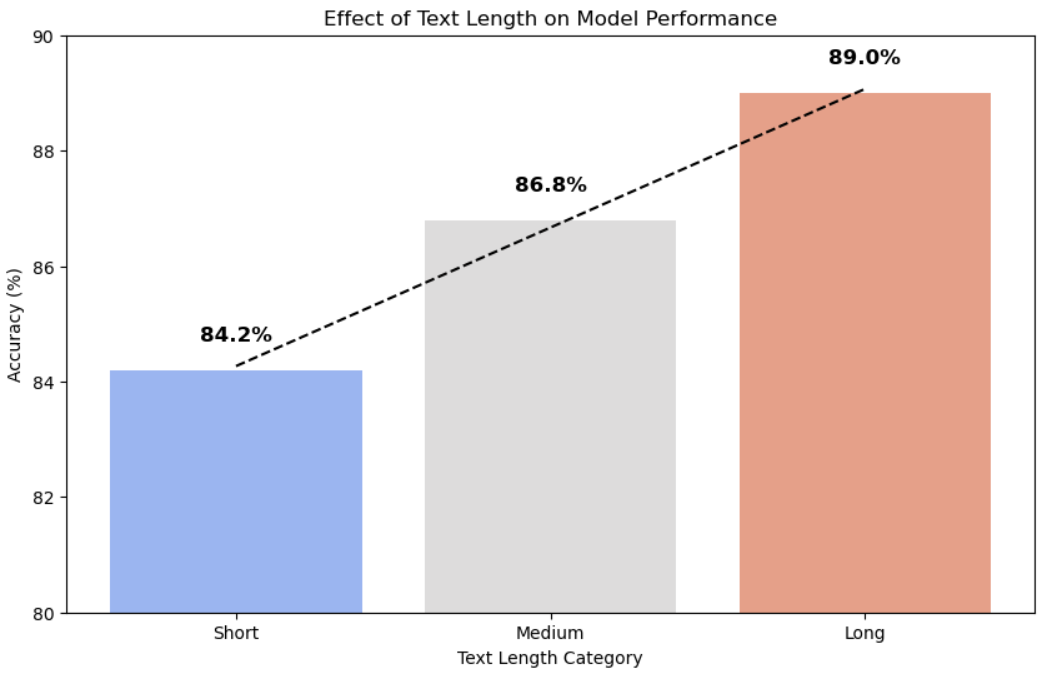 Effect of Text Length on Model Performance
90
88
86
84
82
80
Accuracy (%)
84.2%
86.8%
89.0%
Short
Medium
Long
Text Length Category